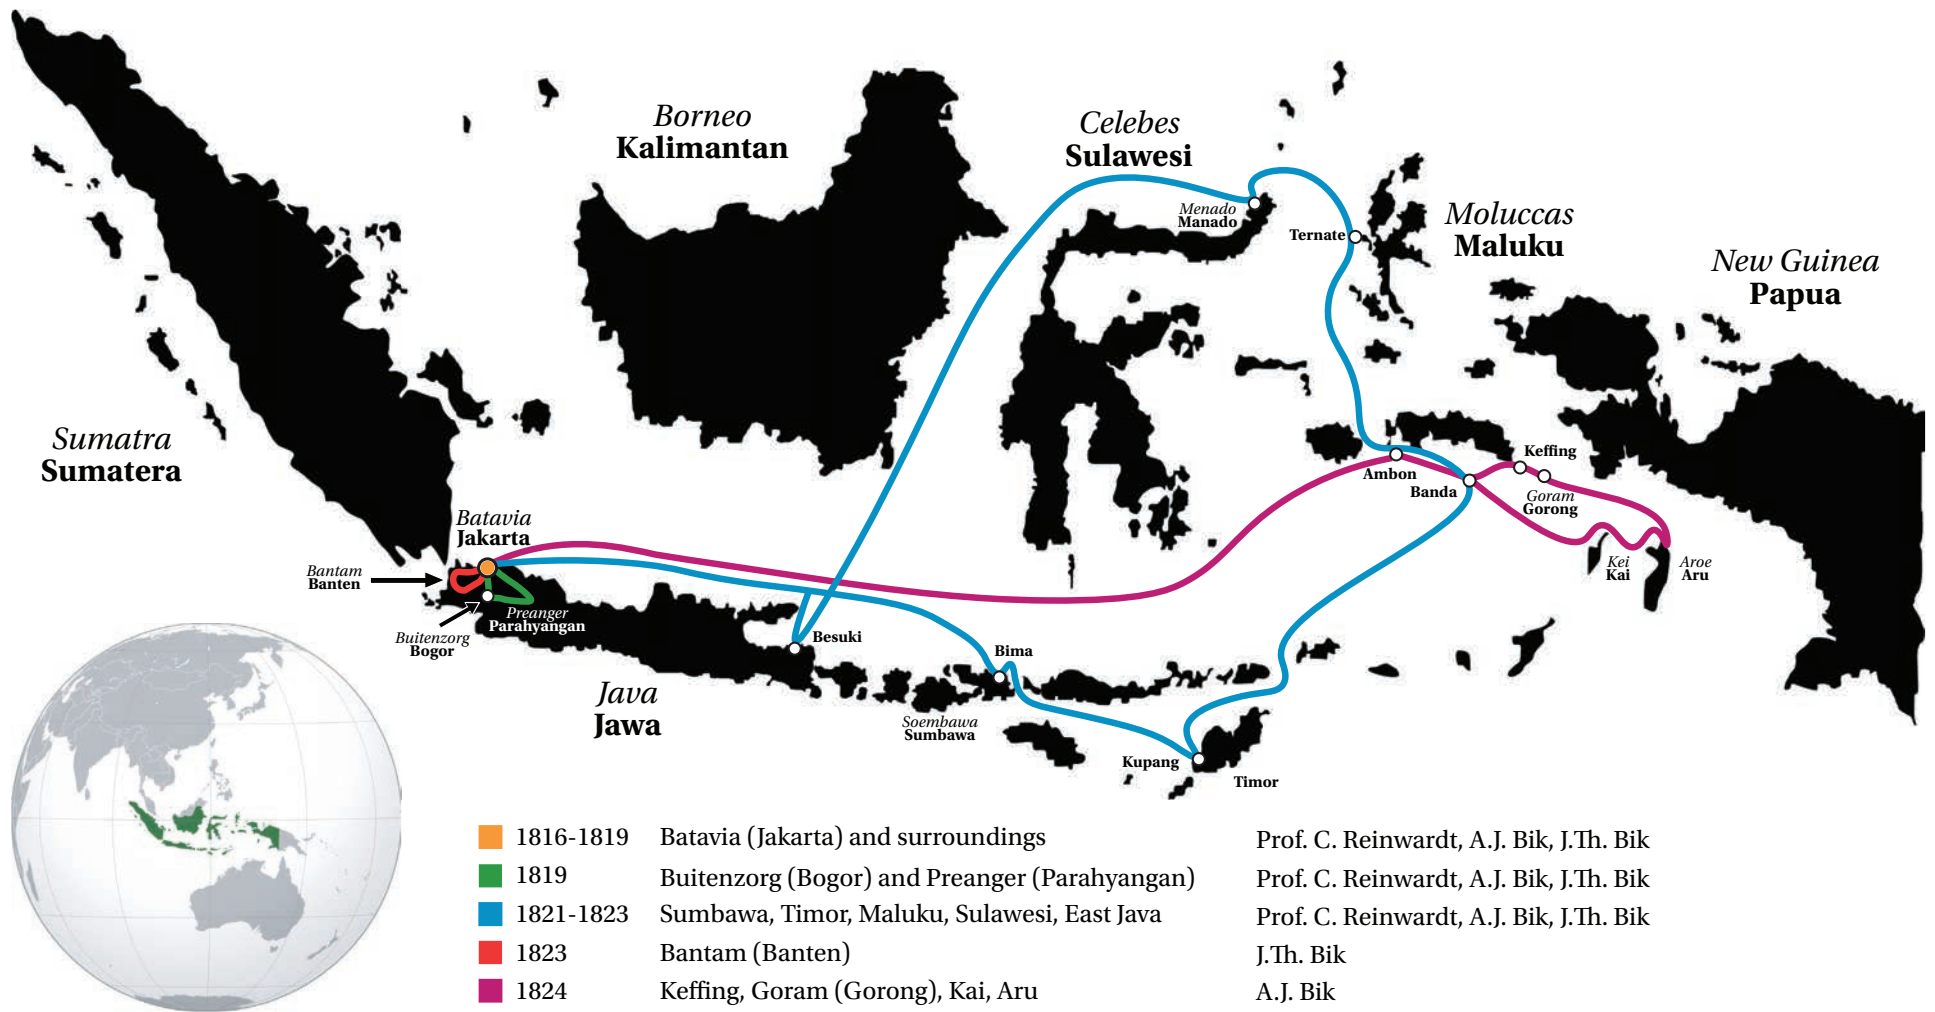 Borneo
Kalimantan
Celebes
Sulawesi
Menado
Manado
Ternate
Moluccas
Maluku
New Guinea
Papua
Sumatra
Sumatera
Keffing
Ambon
Banda
Goram
Gorong
Batavia
Jakarta
Bantam
Banten
Kei
Kai
Aroe
Aru
Preanger
Parahyangan
Buitenzorg
Bogor
Besuki
Bima
Java
Jawa
Soembawa
Sumbawa
Kupang
Timor
1816-1819 Batavia (Jakarta) and surroundings Prof. C. Reinwardt, A.J. Bik, J.Th. Bik
1819 Buitenzorg (Bogor) and Preanger (Parahyangan) Prof. C. Reinwardt, A.J. Bik, J.Th. Bik
1821-1823 Sumbawa, Timor, Maluku, Sulawesi, East Java Prof. C. Reinwardt, A.J. Bik, J.Th. Bik
1823 Bantam (Banten) J.Th. Bik
1824 Keffing, Goram (Gorong), Kai, Aru A.J. Bik